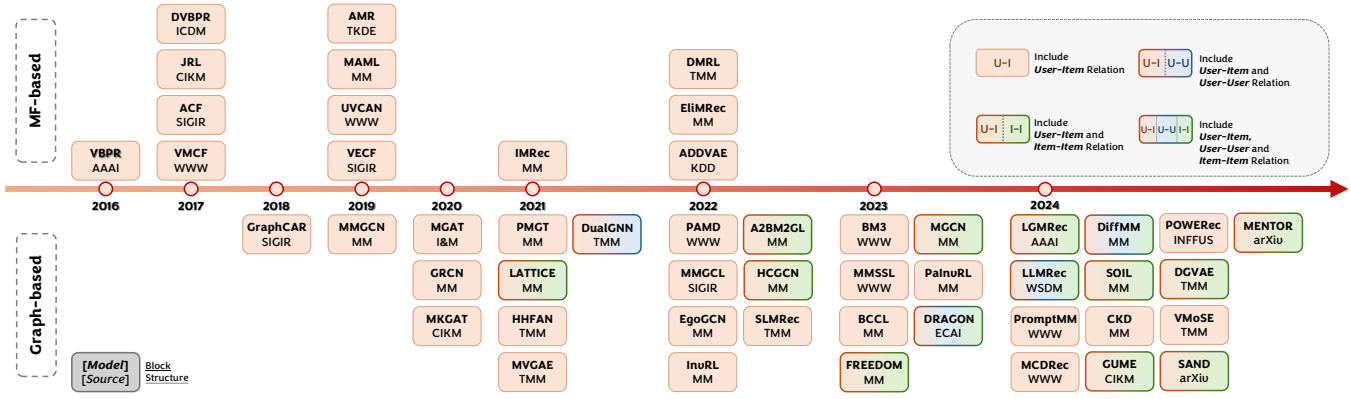 MF-based
DVBPR
ICDM
JRL
CIKM
ACF
SIGIR
VBPR
AAAI
VMCF
WWW
AMR
TKDE
MAML
MM
UVCAN
WWW
VECF
SIGIR
IMRec
MM
DMRL
TMM
EliMRec
MM
ADDVAE
KDD
U-I
Include
User-Item Relation
U-I U-U
Include
User-Item and
User-User Relation
U-I I-I
Include
User-Item and
Item-Item Relation
U-I U-U I-I
Include
User-Item,
User-User and
Item-Item Relation
2016 2017 2018 2019 2020 2021 2022 2023 2024
Graph-based
GraphCAR
SIGIR
MMGCN
MM
MGAT
I&M
GRCN
MM
MKGAT
CIKM
PMGT
MM
DualGNN
TMM
LATTICE
MM
HHFAN
TMM
MVGAE
TMM
PAMD
WWW
A2BM2GL
MM
MMGCL
SIGIR
HCGCN
MM
EgoGCN
MM
SLMRec
TMM
InvRL
MM
BM3
WWW
MGCN
MM
MMSSL
WWW
PaInvRL
MM
BCCL
MM
DRAGON
ECAI
FREEDOM
MM
LGMRec
AAAI
DiffMM
MM
POWERec
INFFUS
MENTOR
arXiv
LLMRec
WSDM
SOIL
MM
DGVAE
TMM
PromptMM
WWW
CKD
MM
VMoSE
TMM
MCDRec
WWW
GUME
CIKM
SAND
arXiv
[Model]
[Source]
Block
Structure